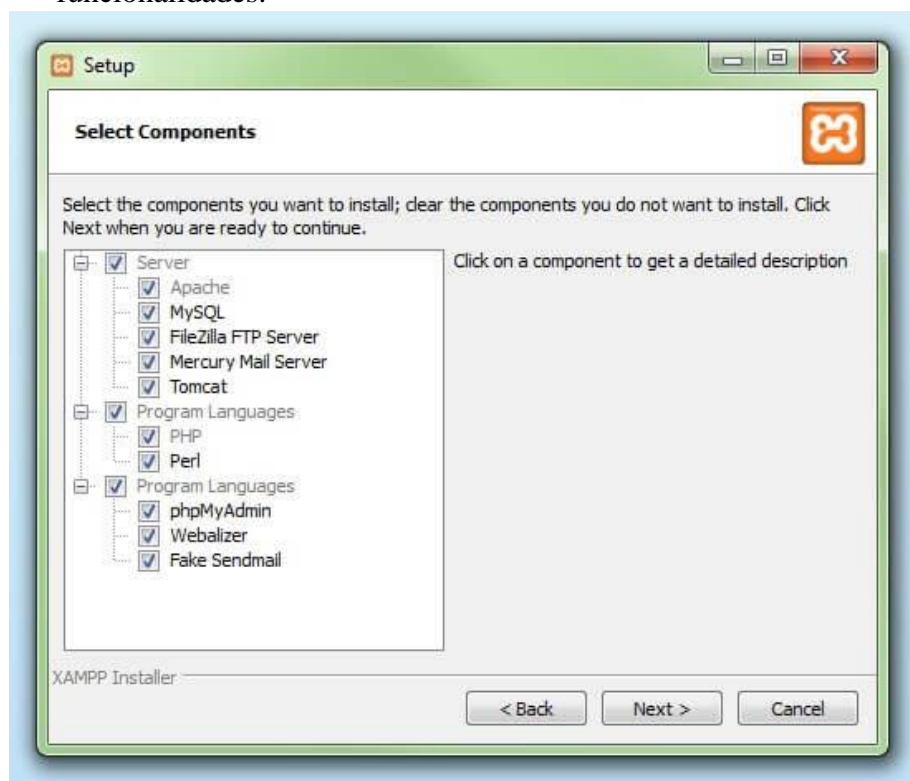 funcionalidades.
Setup
Select Components
Select the components you want to install; clear the components you do not want to install. Click
Next when you are ready to continue.
Server
Apache
MySQL
FileZilla FTP Server
Mercury Mail Server
Tomcat
Program Languages
PHP
Perl
Program Languages
phpMyAdmin
Webalizer
Fake Sendmail
Click on a component to get a detailed description
XAMPP Installer
< Back
Next >
Cancel